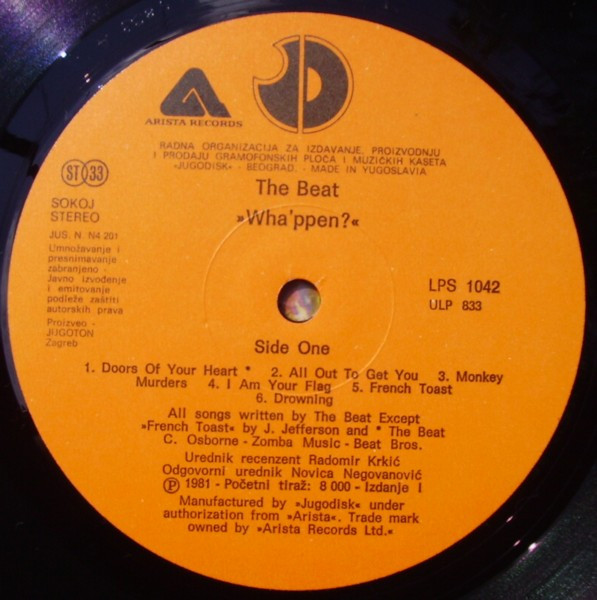 ARISTA RECORDS
RADNA ORGANIZACIJA ZA IZDAVANJE, PROIZVODNJU
I PRODAJU GRAMOFONSKIH PLOČA I MUZIČKIH KASETA
»JUGODISK« - BEOGRAD. - MADE IN YUGOSLAVIA
ST 33
The Beat
»Wha'ppen?«
SOKOJ
STEREO
JUS. N. N4 201
Umnožavanje i
presnimavanje
zabranjeno -
Javno izvođenje
i emitovanje
podleže zaštiti
autorskih prava
Proizveo -
JUGOTON
Zagreb
LPS 1042
ULP 833
Side One
1. Doors Of Your Heart * 2. All Out To Get You 3. Monkey
Murders 4. I Am Your Flag 5. French Toast
6. Drowning
All songs written by The Beat Except
»French Toast« by J. Jefferson and * The Beat
C. Osborne - Zomba Music - Beat Bros.
Urednik recenzent Radomir Krkić
Odgovorni urednik Novica Negovanović
Ⓟ 1981 - Početni tiraž: 8 000 - Izdanje I
Manufactured by »Jugodisk« under
authorization from »Arista«. Trade mark
owned by »Arista Records Ltd.«